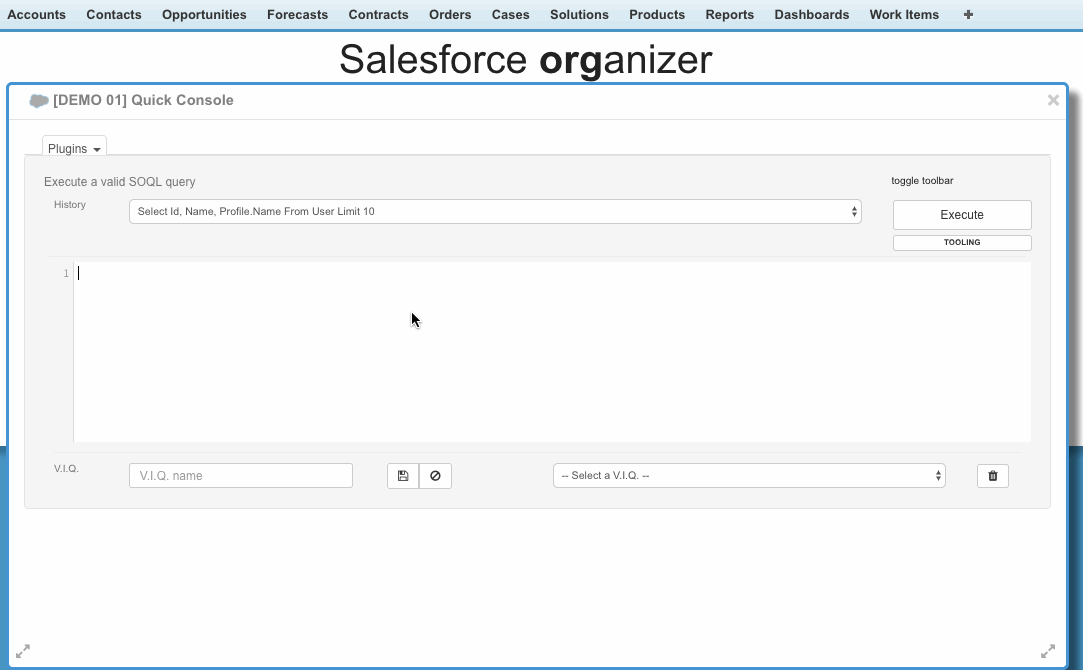 Accounts Contacts Opportunities Forecasts Contracts Orders Cases Solutions Products Reports Dashboards Work Items +
Salesforce organizer
[DEMO 01] Quick Console
Plugins
Execute a valid SOQL query
toggle toolbar
History
Select Id, Name, Profile.Name From User Limit 10
Execute
TOOLING
1
V.I.Q.
V.I.Q. name
-- Select a V.I.Q. --